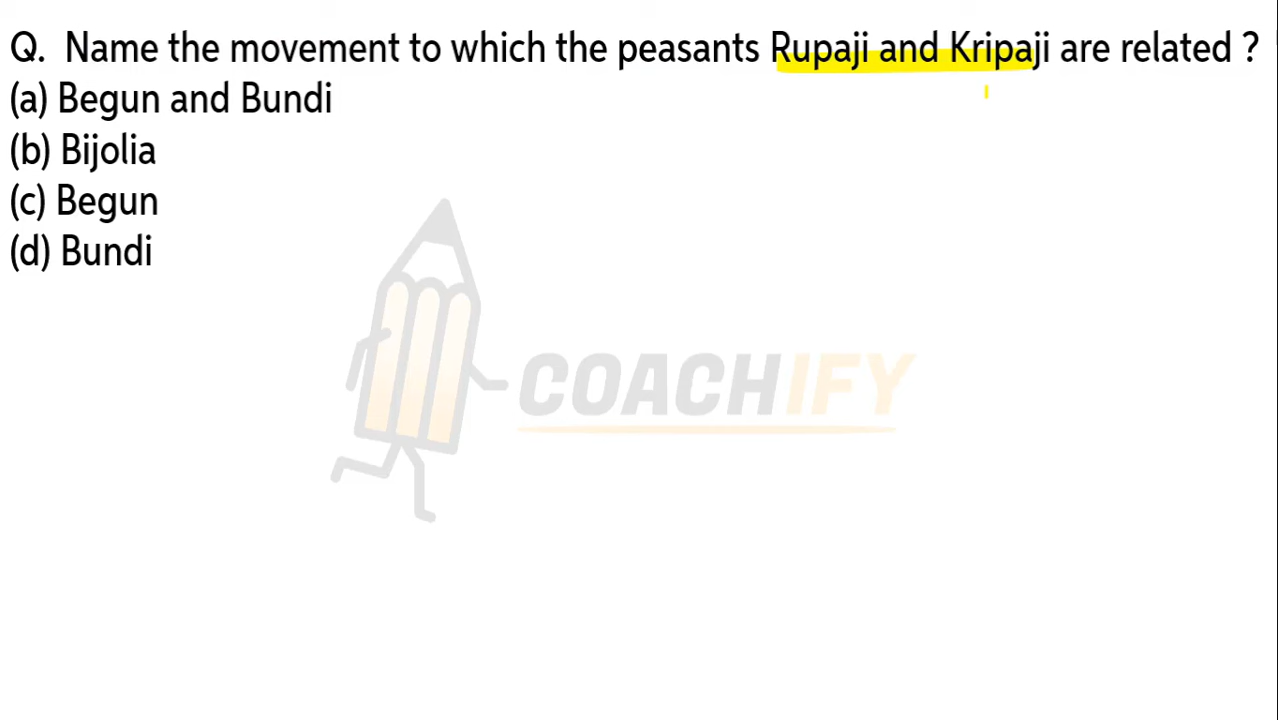 Q. Name the movement to which the peasants Rupaji and Kripaji are related ?
(a) Begun and Bundi
(b) Bijolia
(c) Begun
(d) Bundi
COACHIFY